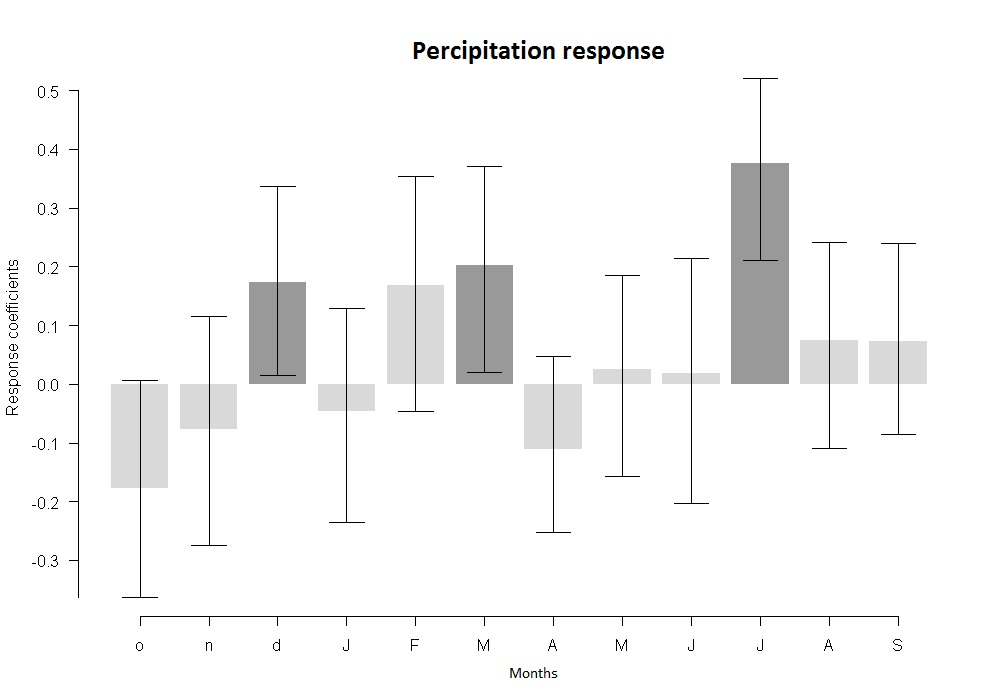 Percipitation response
0.5
0.4
0.3
0.2
0.1
0.0
-0.1
-0.2
-0.3
Response coefficients
o n d J F M A M J J A S
Months